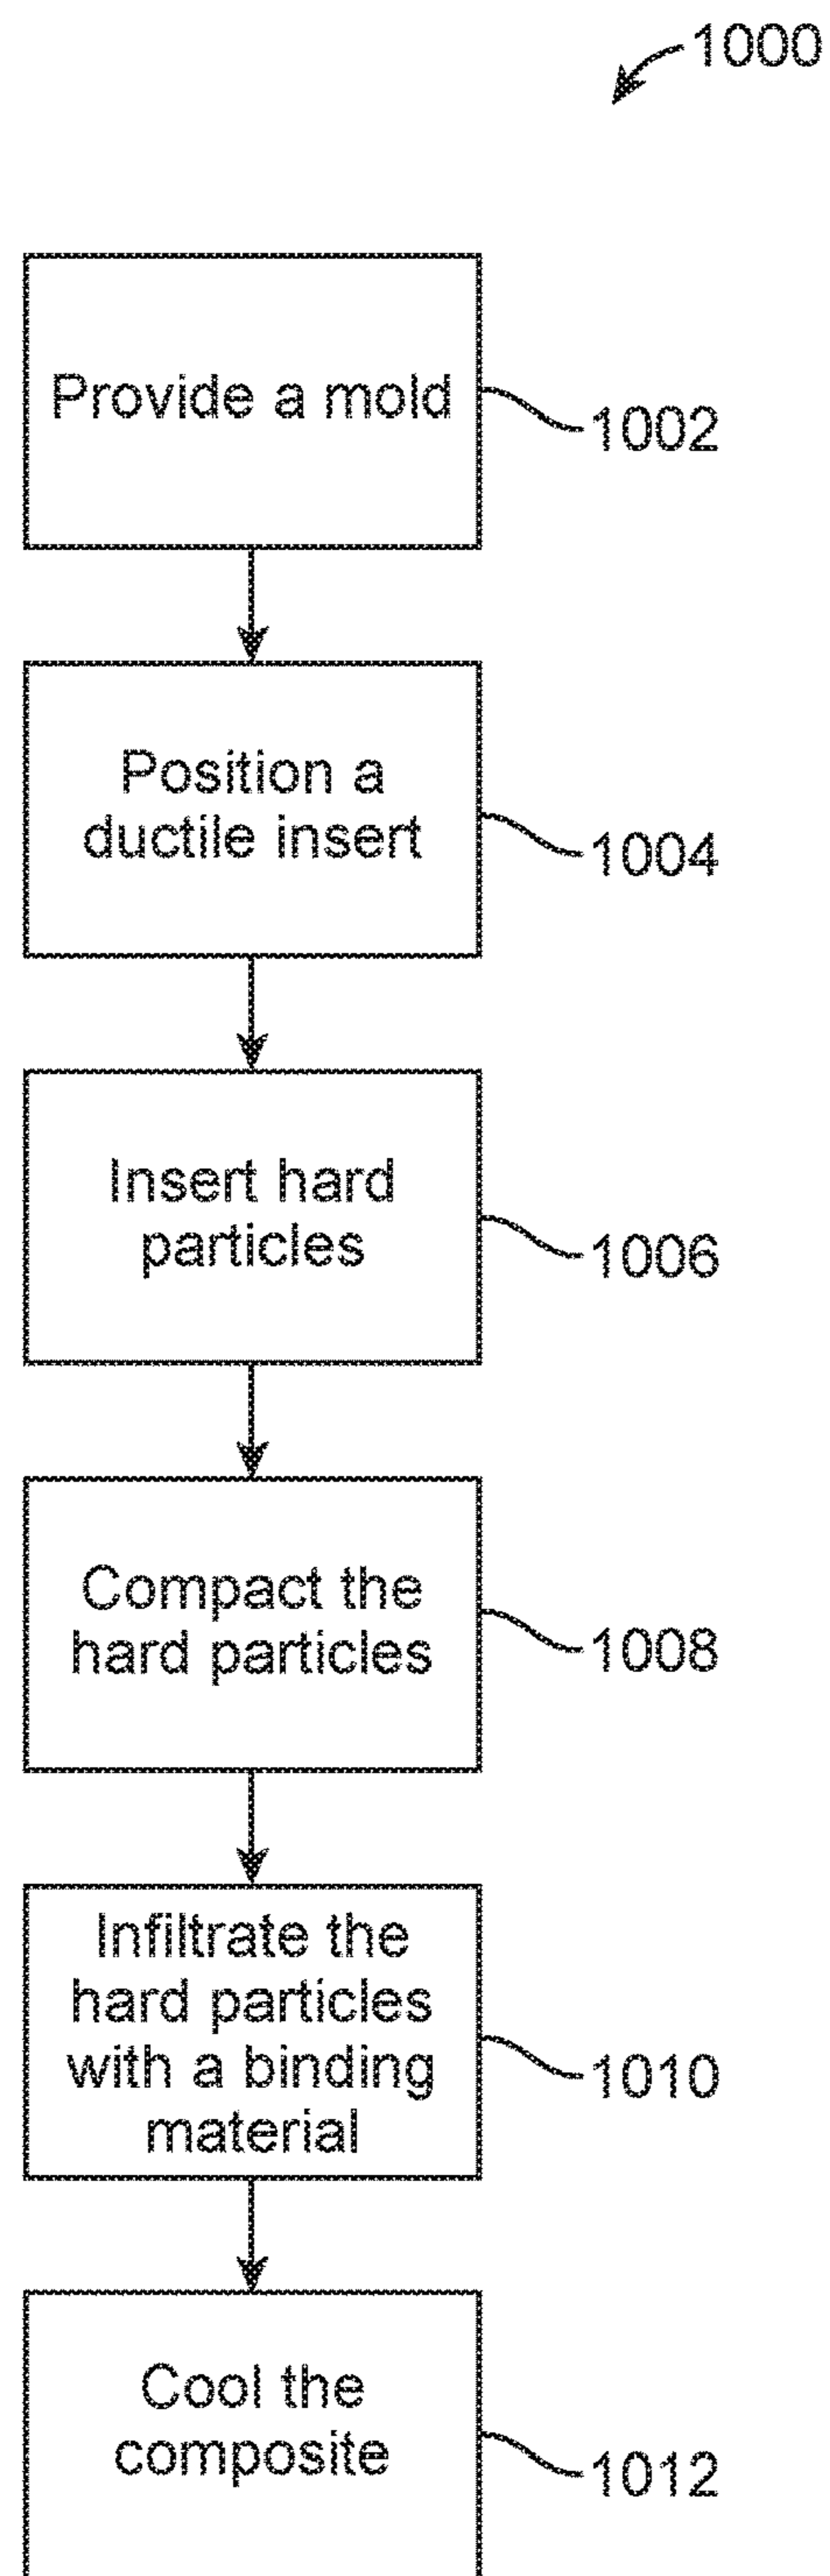 1000
Provide a mold
1002
Position a
ductile insert
1004
Insert hard
particles
1006
Compact the
hard particles
1008
Infiltrate the
hard particles
with a binding
material
1010
Cool the
composite
1012